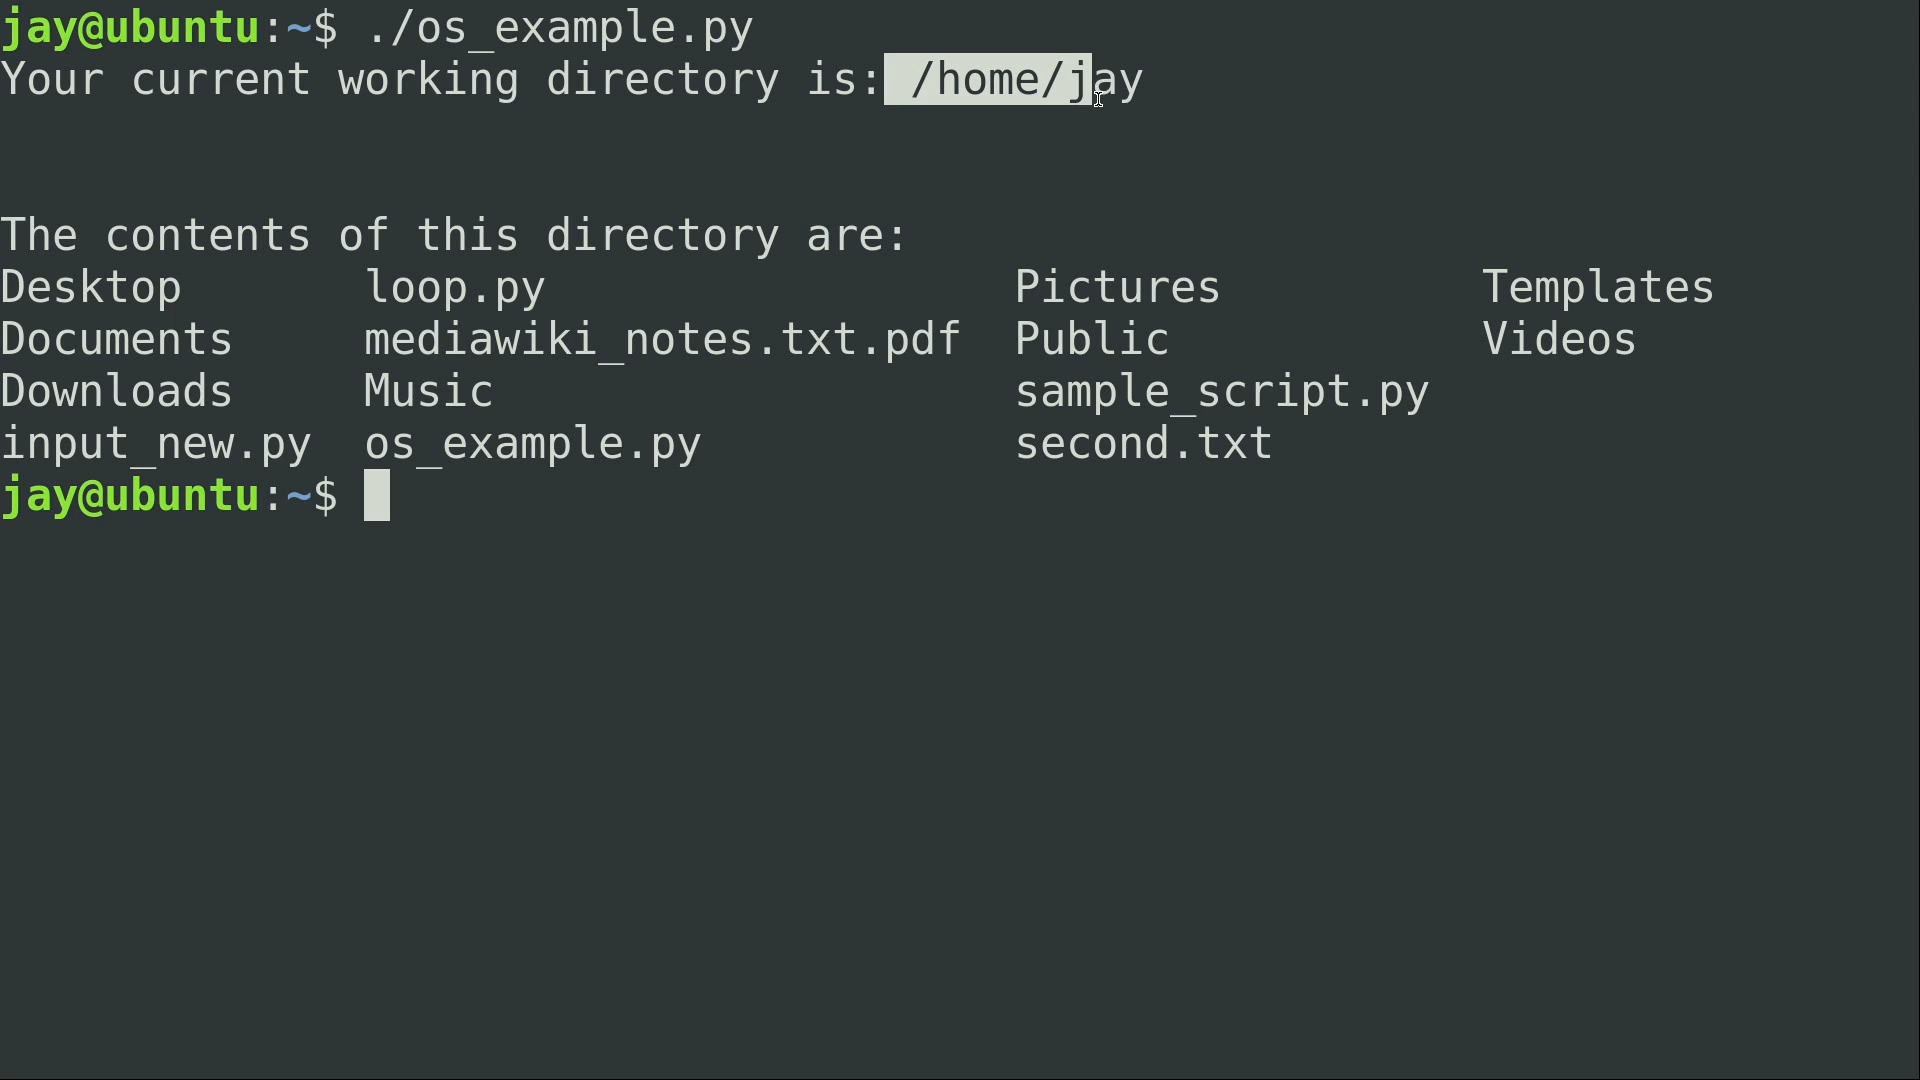 jay@ubuntu:~$ ./os_example.py
Your current working directory is: /home/jay
The contents of this directory are:
Desktop       loop.py                  Pictures          Templates
Documents     mediawiki_notes.txt.pdf  Public            Videos
Downloads     Music                    sample_script.py
input_new.py  os_example.py            second.txt
jay@ubuntu:~$